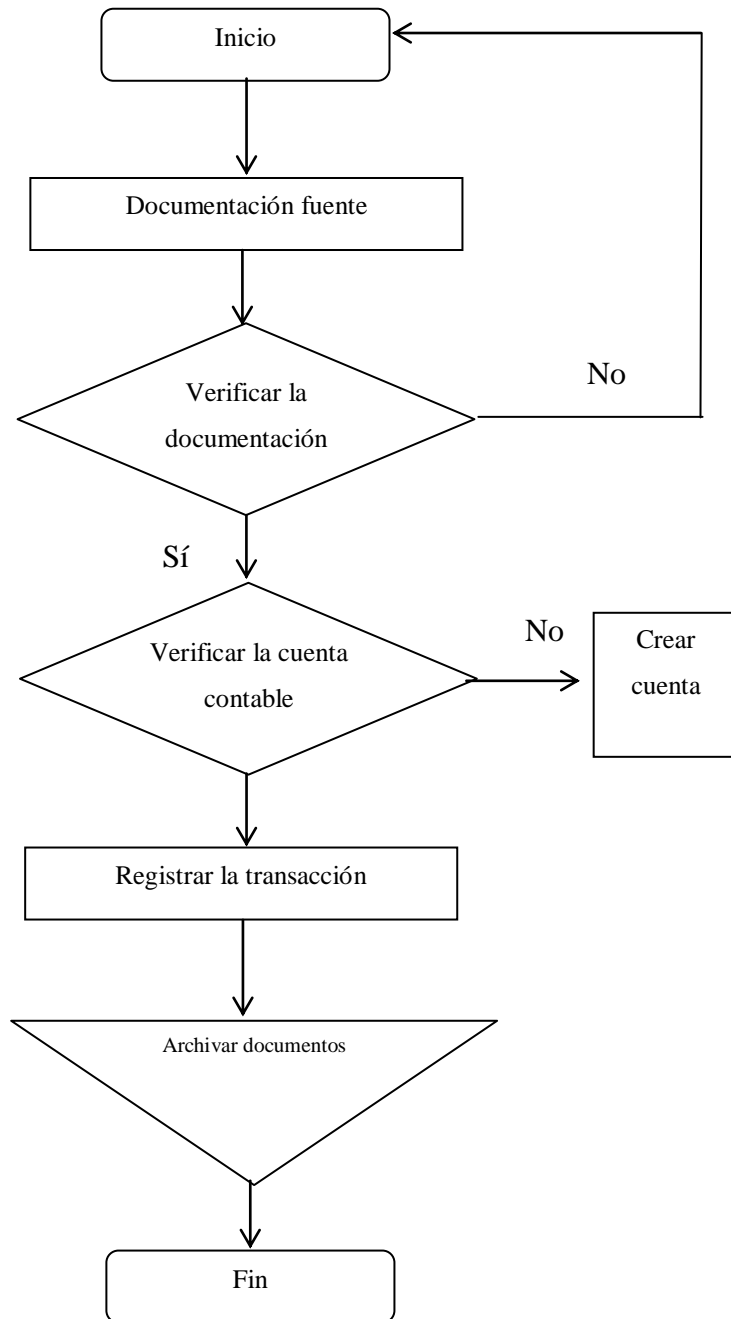 Inicio
Documentación fuente
Verificar la
documentación
No
Sí
Verificar la cuenta
contable
No
Crear
cuenta
Registrar la transacción
Archivar documentos
Fin